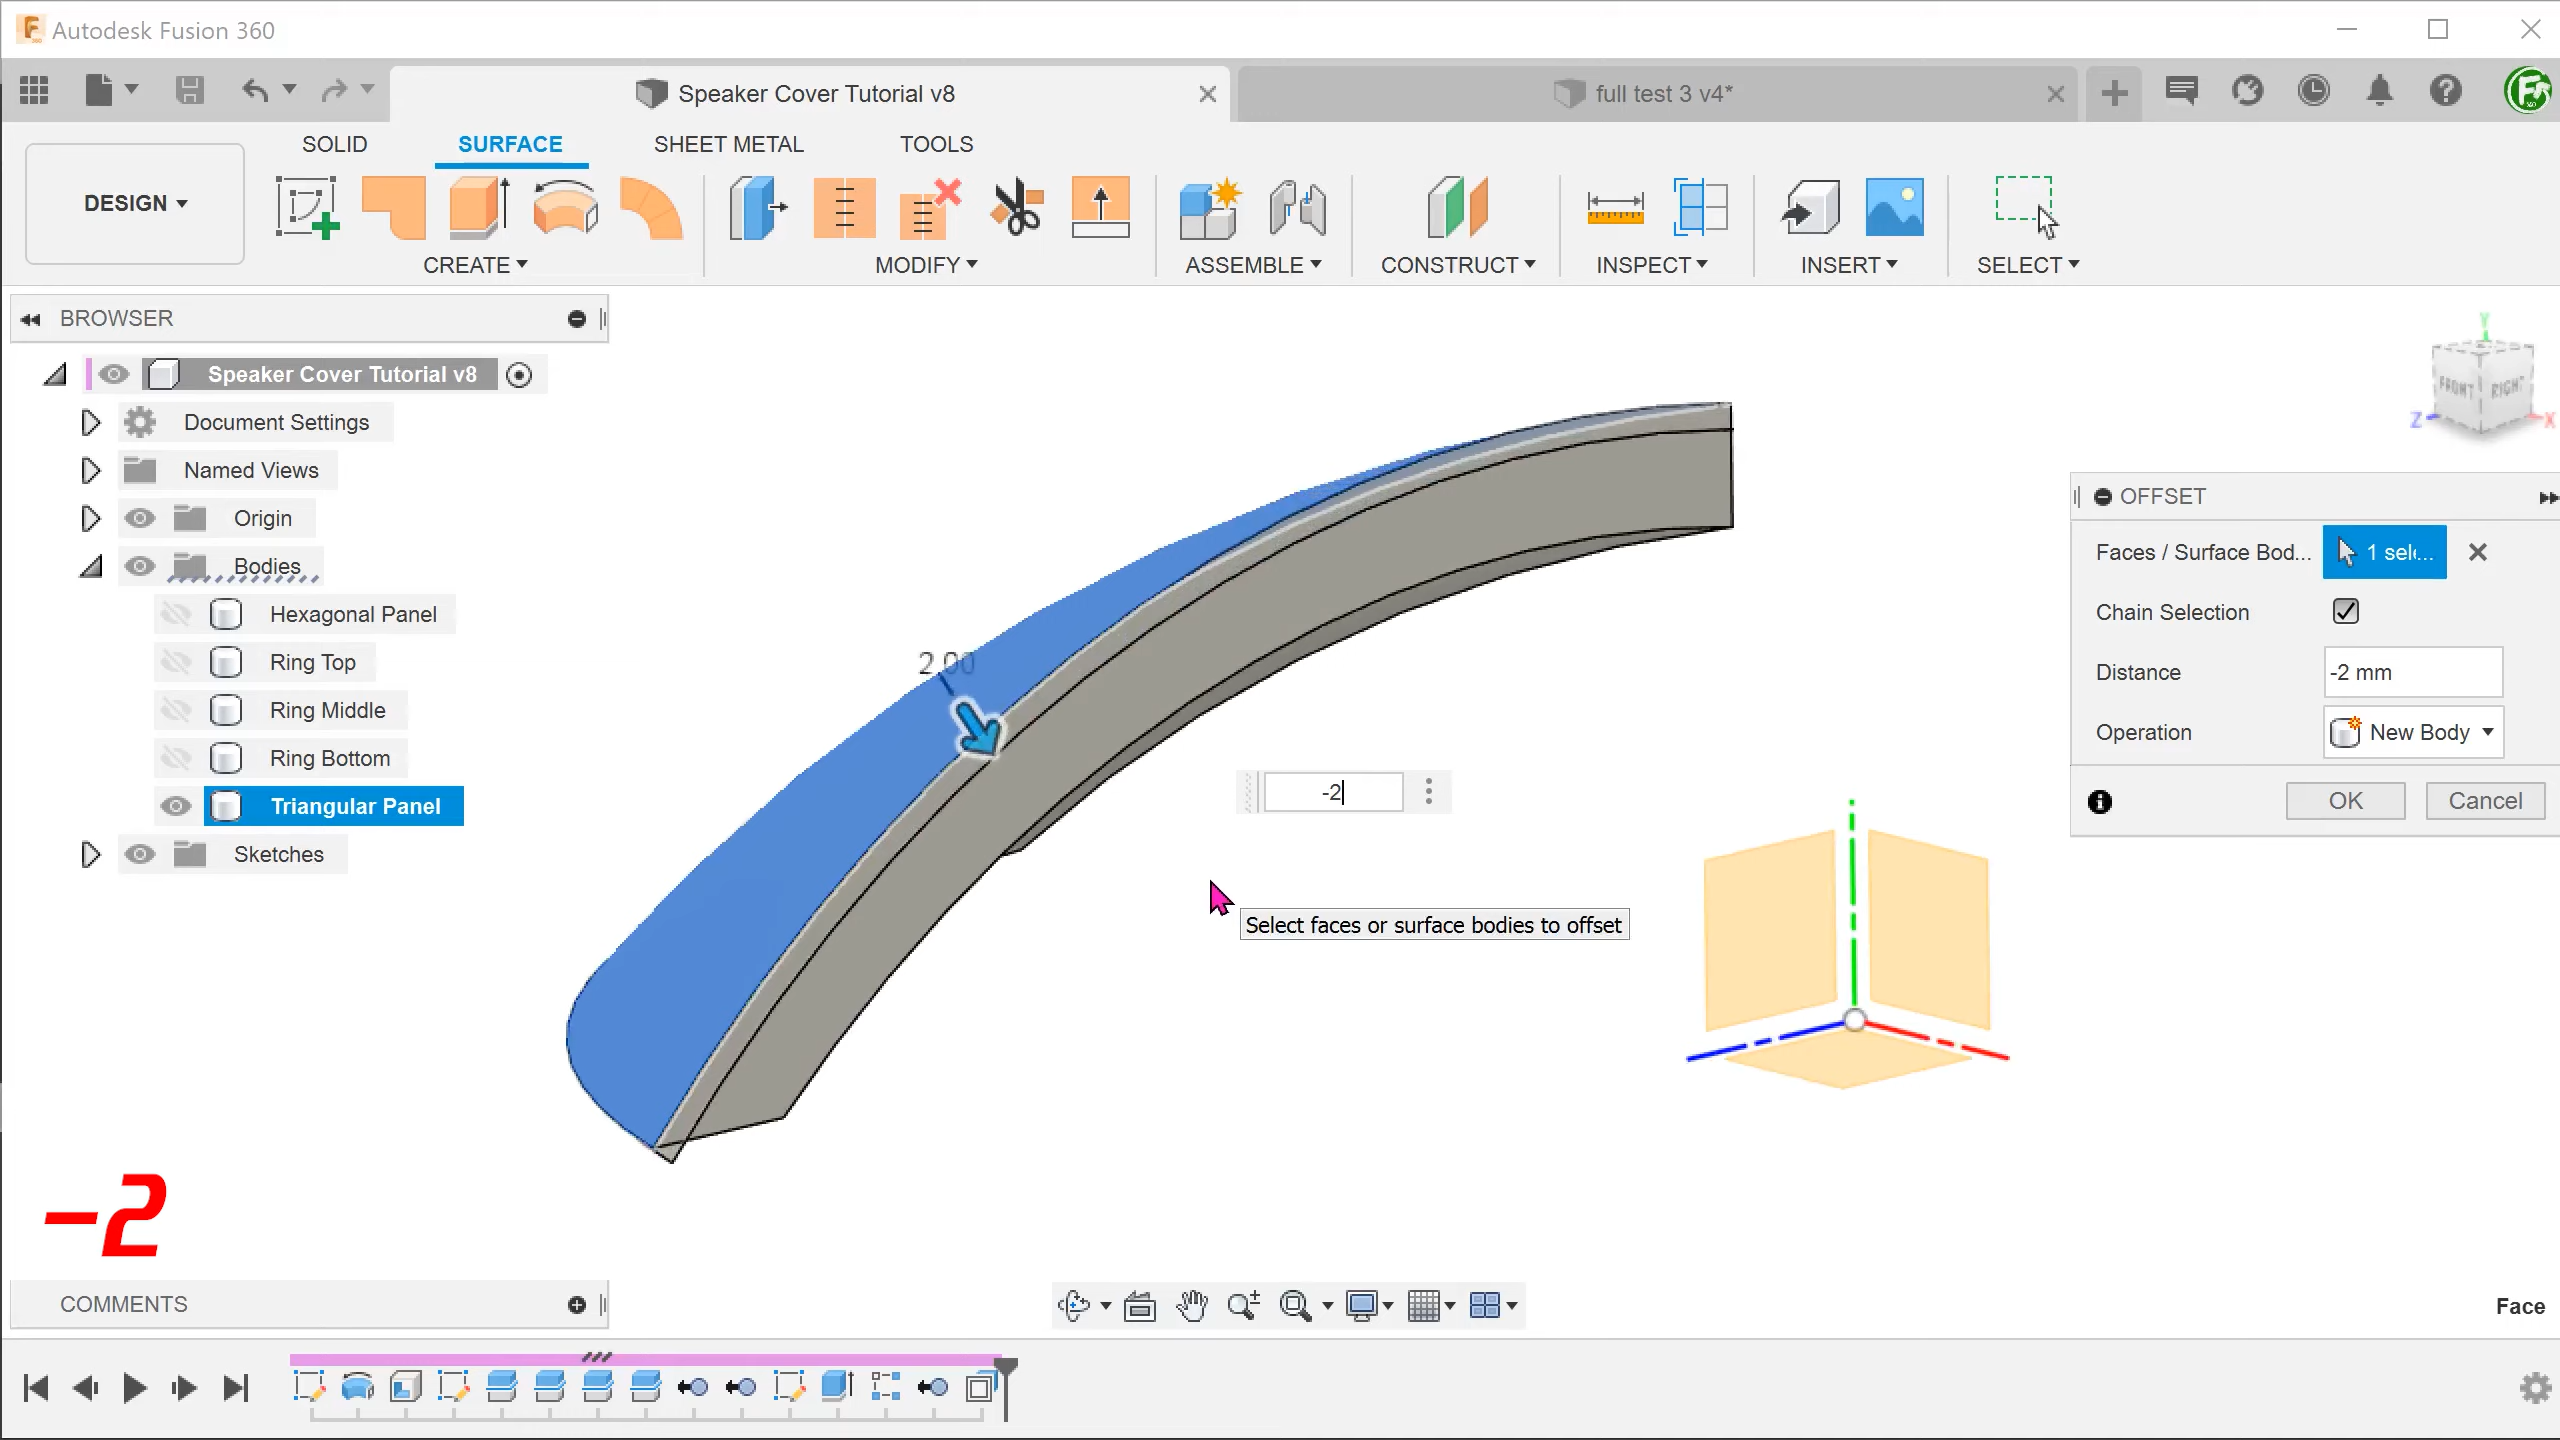 Autodesk Fusion 360
Speaker Cover Tutorial v8
full test 3 v4*
SOLID
SURFACE
SHEET METAL
TOOLS
DESIGN
CREATE
MODIFY
ASSEMBLE
CONSTRUCT
INSPECT
INSERT
SELECT
BROWSER
Speaker Cover Tutorial v8
Document Settings
Named Views
Origin
Bodies
Hexagonal Panel
Ring Top
Ring Middle
Ring Bottom
Triangular Panel
Sketches
2.00
-2
Select faces or surface bodies to offset
Y
FRONT
RIGHT
Z
X
OFFSET
Faces / Surface Bod...
1 sel...
Chain Selection
Distance
-2 mm
Operation
New Body
OK
Cancel
-2
COMMENTS
Face